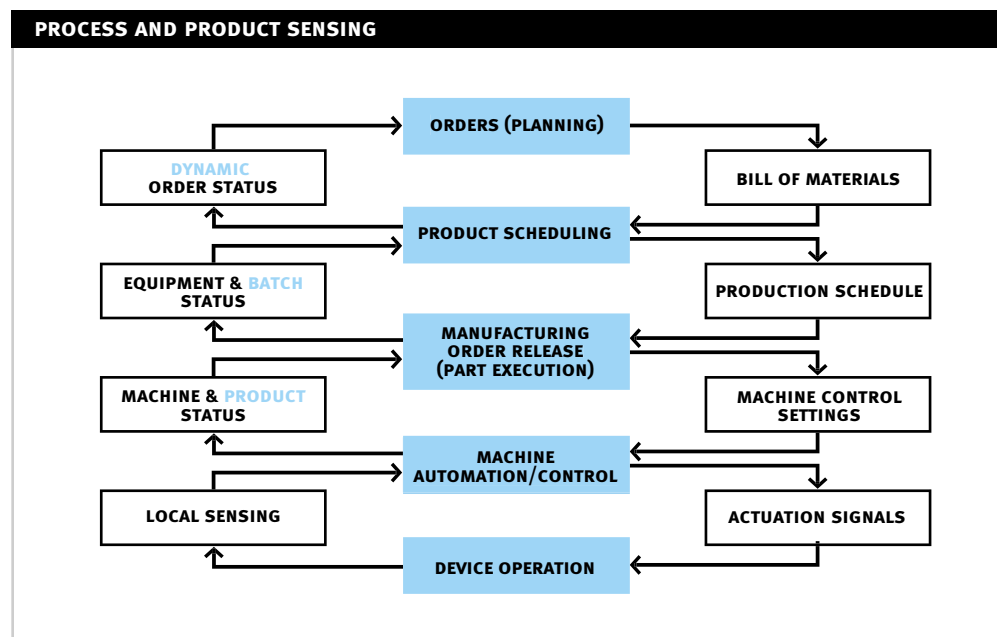 PROCESS AND PRODUCT SENSING
ORDERS (PLANNING)
DYNAMIC
ORDER STATUS
BILL OF MATERIALS
PRODUCT SCHEDULING
EQUIPMENT & BATCH
STATUS
PRODUCTION SCHEDULE
MANUFACTURING
ORDER RELEASE
(PART EXECUTION)
MACHINE & PRODUCT
STATUS
MACHINE CONTROL
SETTINGS
MACHINE
AUTOMATION/CONTROL
LOCAL SENSING
ACTUATION SIGNALS
DEVICE OPERATION